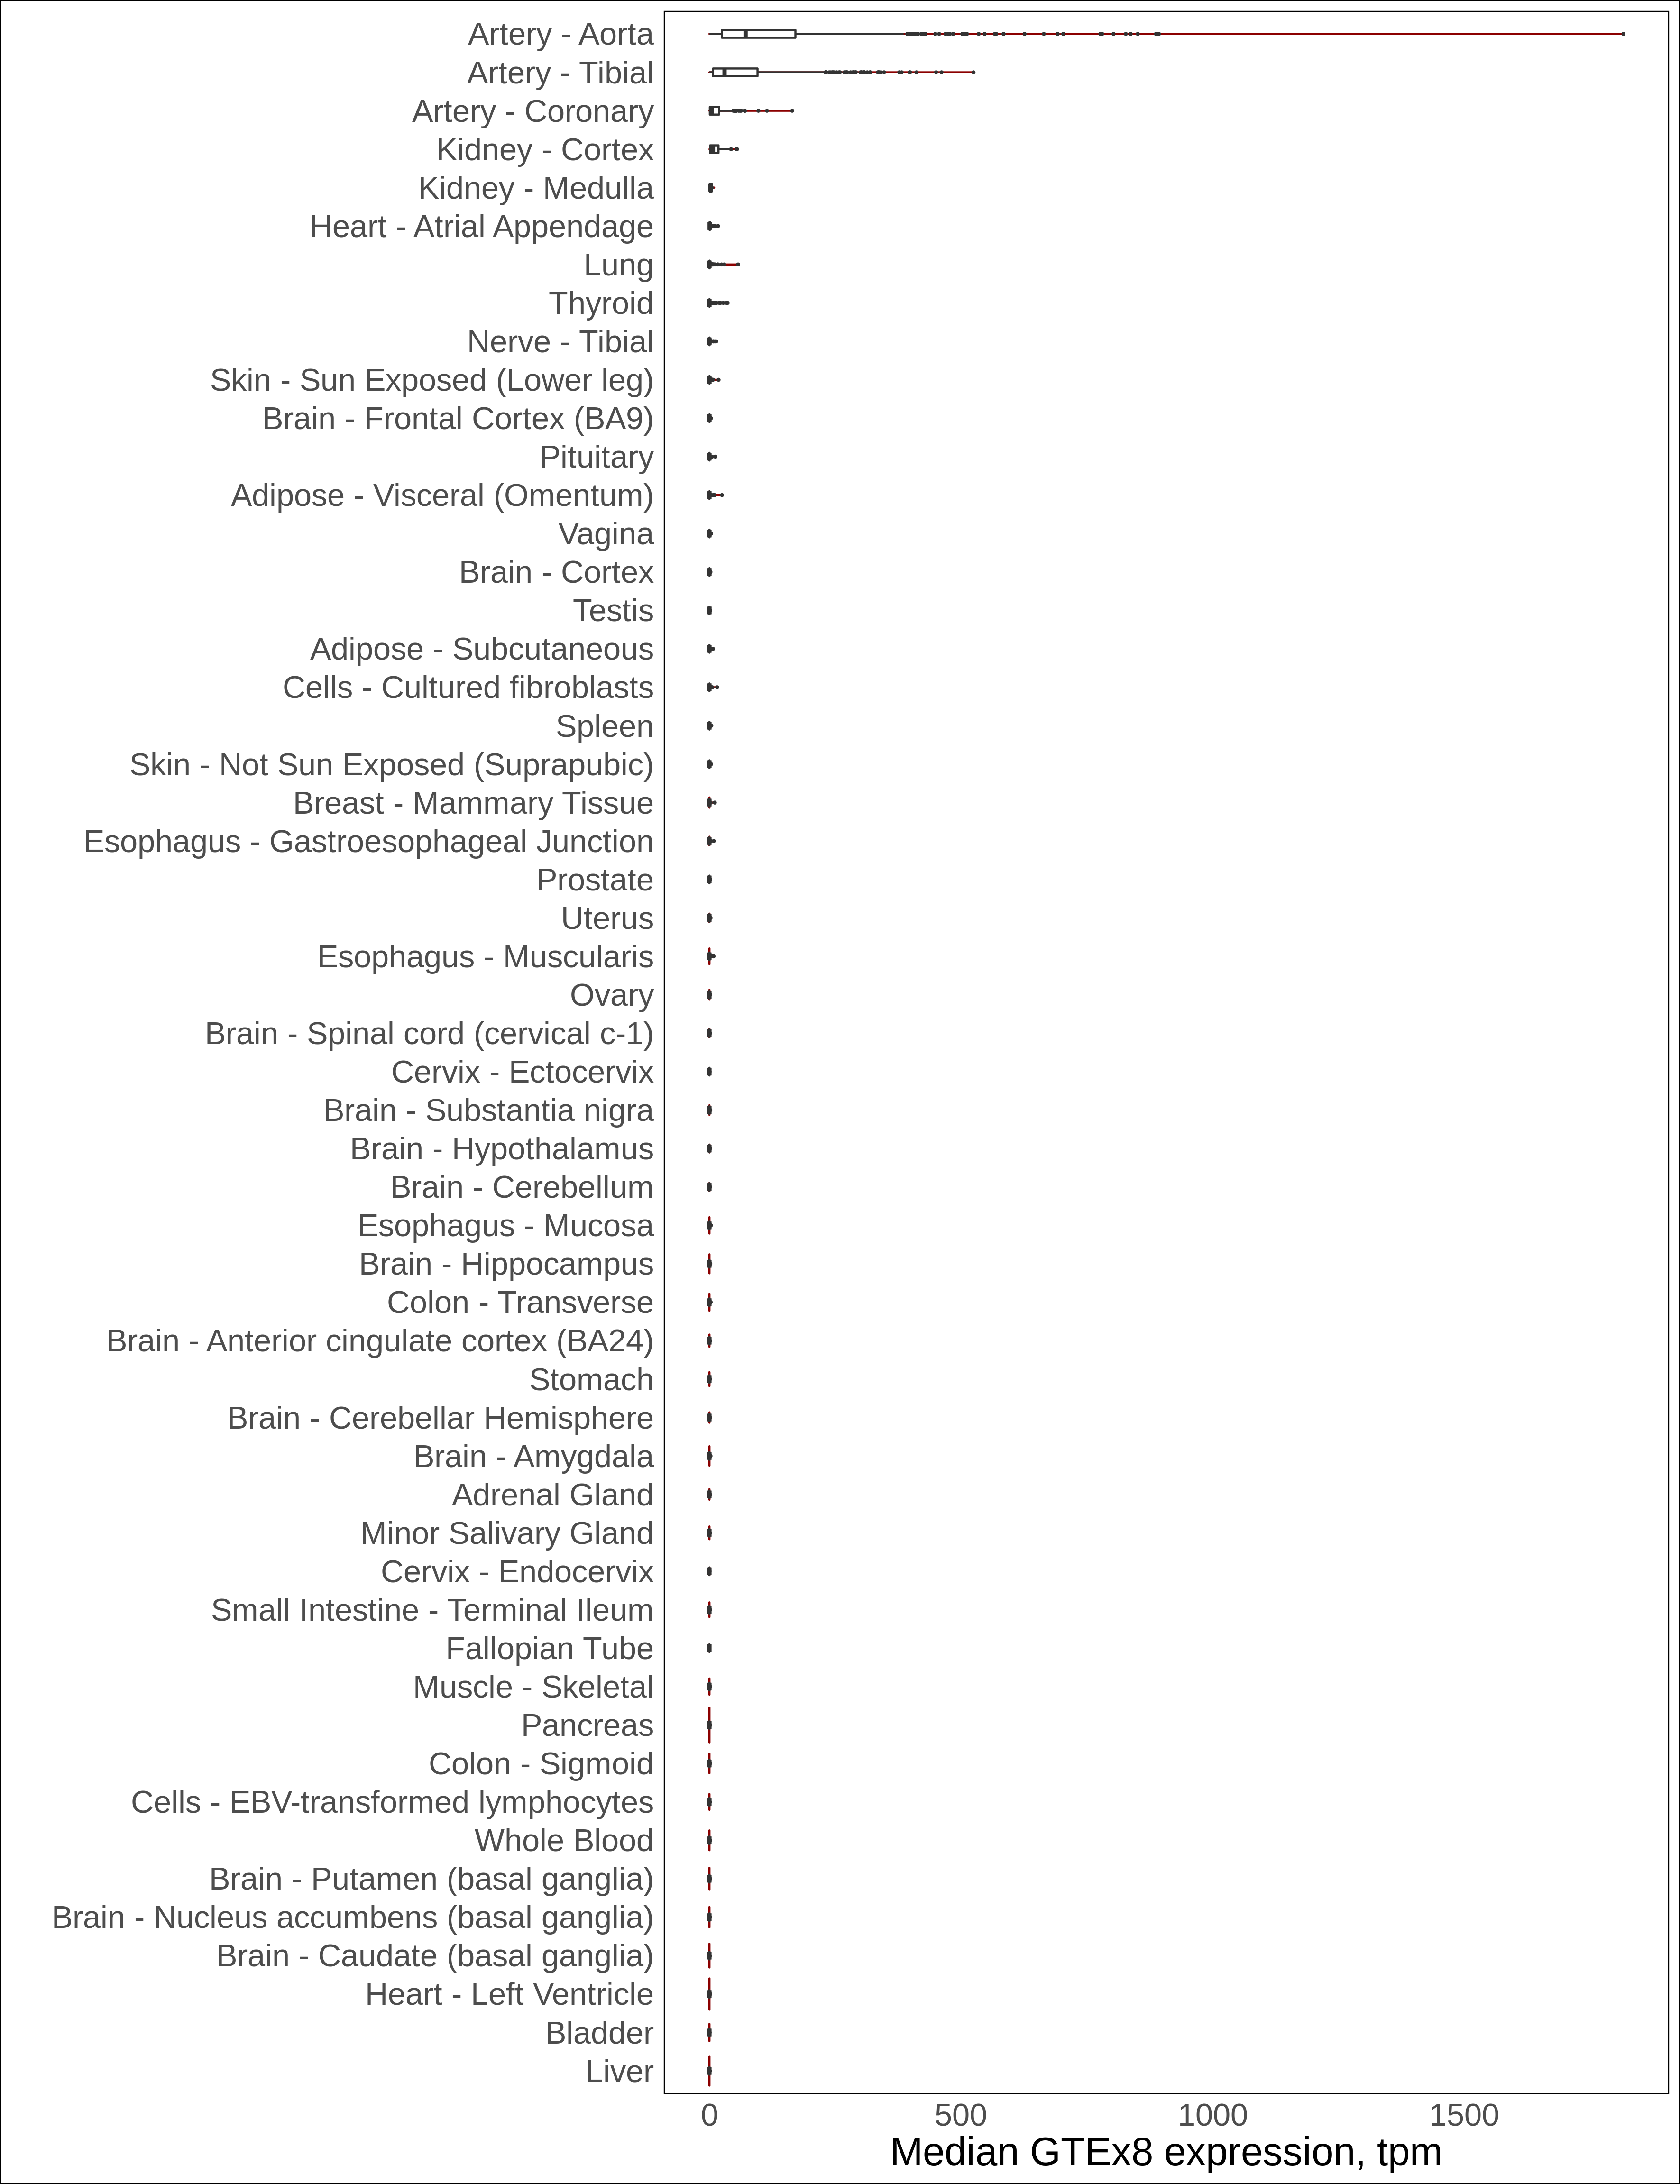 Artery - Aorta
Artery - Tibial
Artery - Coronary
Kidney - Cortex
Kidney - Medulla
Heart - Atrial Appendage
Lung
Thyroid
Nerve - Tibial
Skin - Sun Exposed (Lower leg)
Brain - Frontal Cortex (BA9)
Pituitary
Adipose - Visceral (Omentum)
Vagina
Brain - Cortex
Testis
Adipose - Subcutaneous
Cells - Cultured fibroblasts
Spleen
Skin - Not Sun Exposed (Suprapubic)
Breast - Mammary Tissue
Esophagus - Gastroesophageal Junction
Prostate
Uterus
Esophagus - Muscularis
Ovary
Brain - Spinal cord (cervical c-1)
Cervix - Ectocervix
Brain - Substantia nigra
Brain - Hypothalamus
Brain - Cerebellum
Esophagus - Mucosa
Brain - Hippocampus
Colon - Transverse
Brain - Anterior cingulate cortex (BA24)
Stomach
Brain - Cerebellar Hemisphere
Brain - Amygdala
Adrenal Gland
Minor Salivary Gland
Cervix - Endocervix
Small Intestine - Terminal Ileum
Fallopian Tube
Muscle - Skeletal
Pancreas
Colon - Sigmoid
Cells - EBV-transformed lymphocytes
Whole Blood
Brain - Putamen (basal ganglia)
Brain - Nucleus accumbens (basal ganglia)
Brain - Caudate (basal ganglia)
Heart - Left Ventricle
Bladder
Liver
0 500 1000 1500
Median GTEx8 expression, tpm